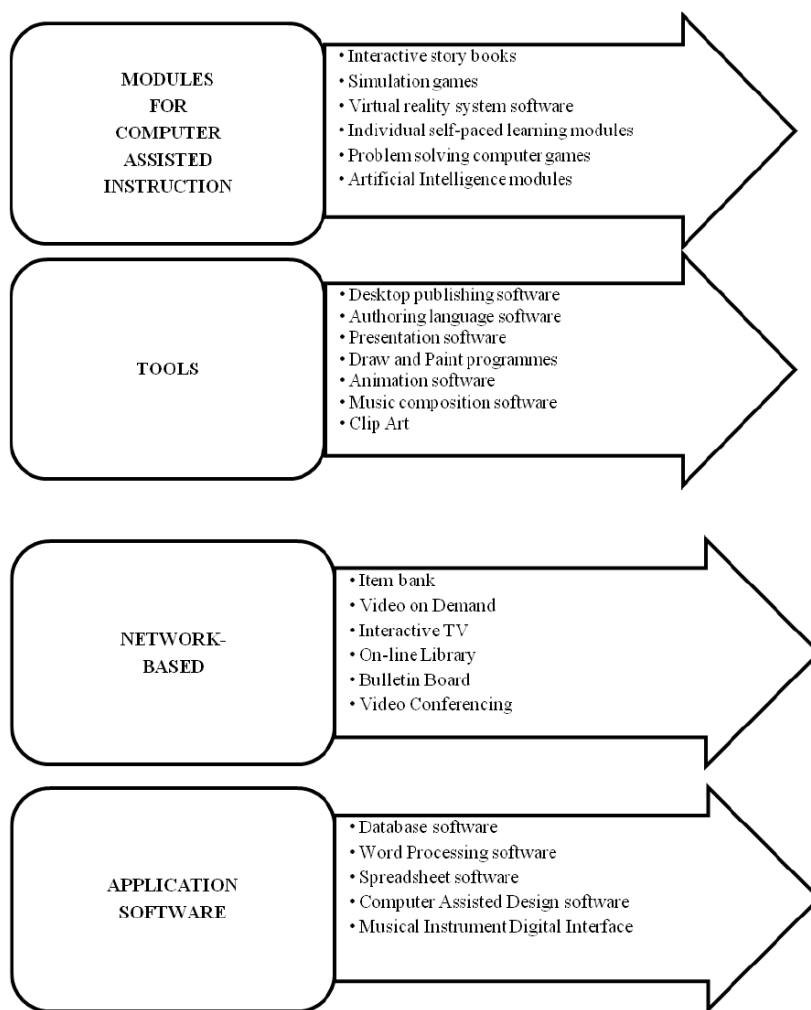 MODULES
FOR
COMPUTER
ASSISTED
INSTRUCTION
• Interactive story books
• Simulation games
• Virtual reality system software
• Individual self-paced learning modules
• Problem solving computer games
• Artificial Intelligence modules
TOOLS
• Desktop publishing software
• Authoring language software
• Presentation software
• Draw and Paint programmes
• Animation software
• Music composition software
• Clip Art
NETWORK-
BASED
• Item bank
• Video on Demand
• Interactive TV
• On-line Library
• Bulletin Board
• Video Conferencing
APPLICATION
SOFTWARE
• Database software
• Word Processing software
• Spreadsheet software
• Computer Assisted Design software
• Musical Instrument Digital Interface